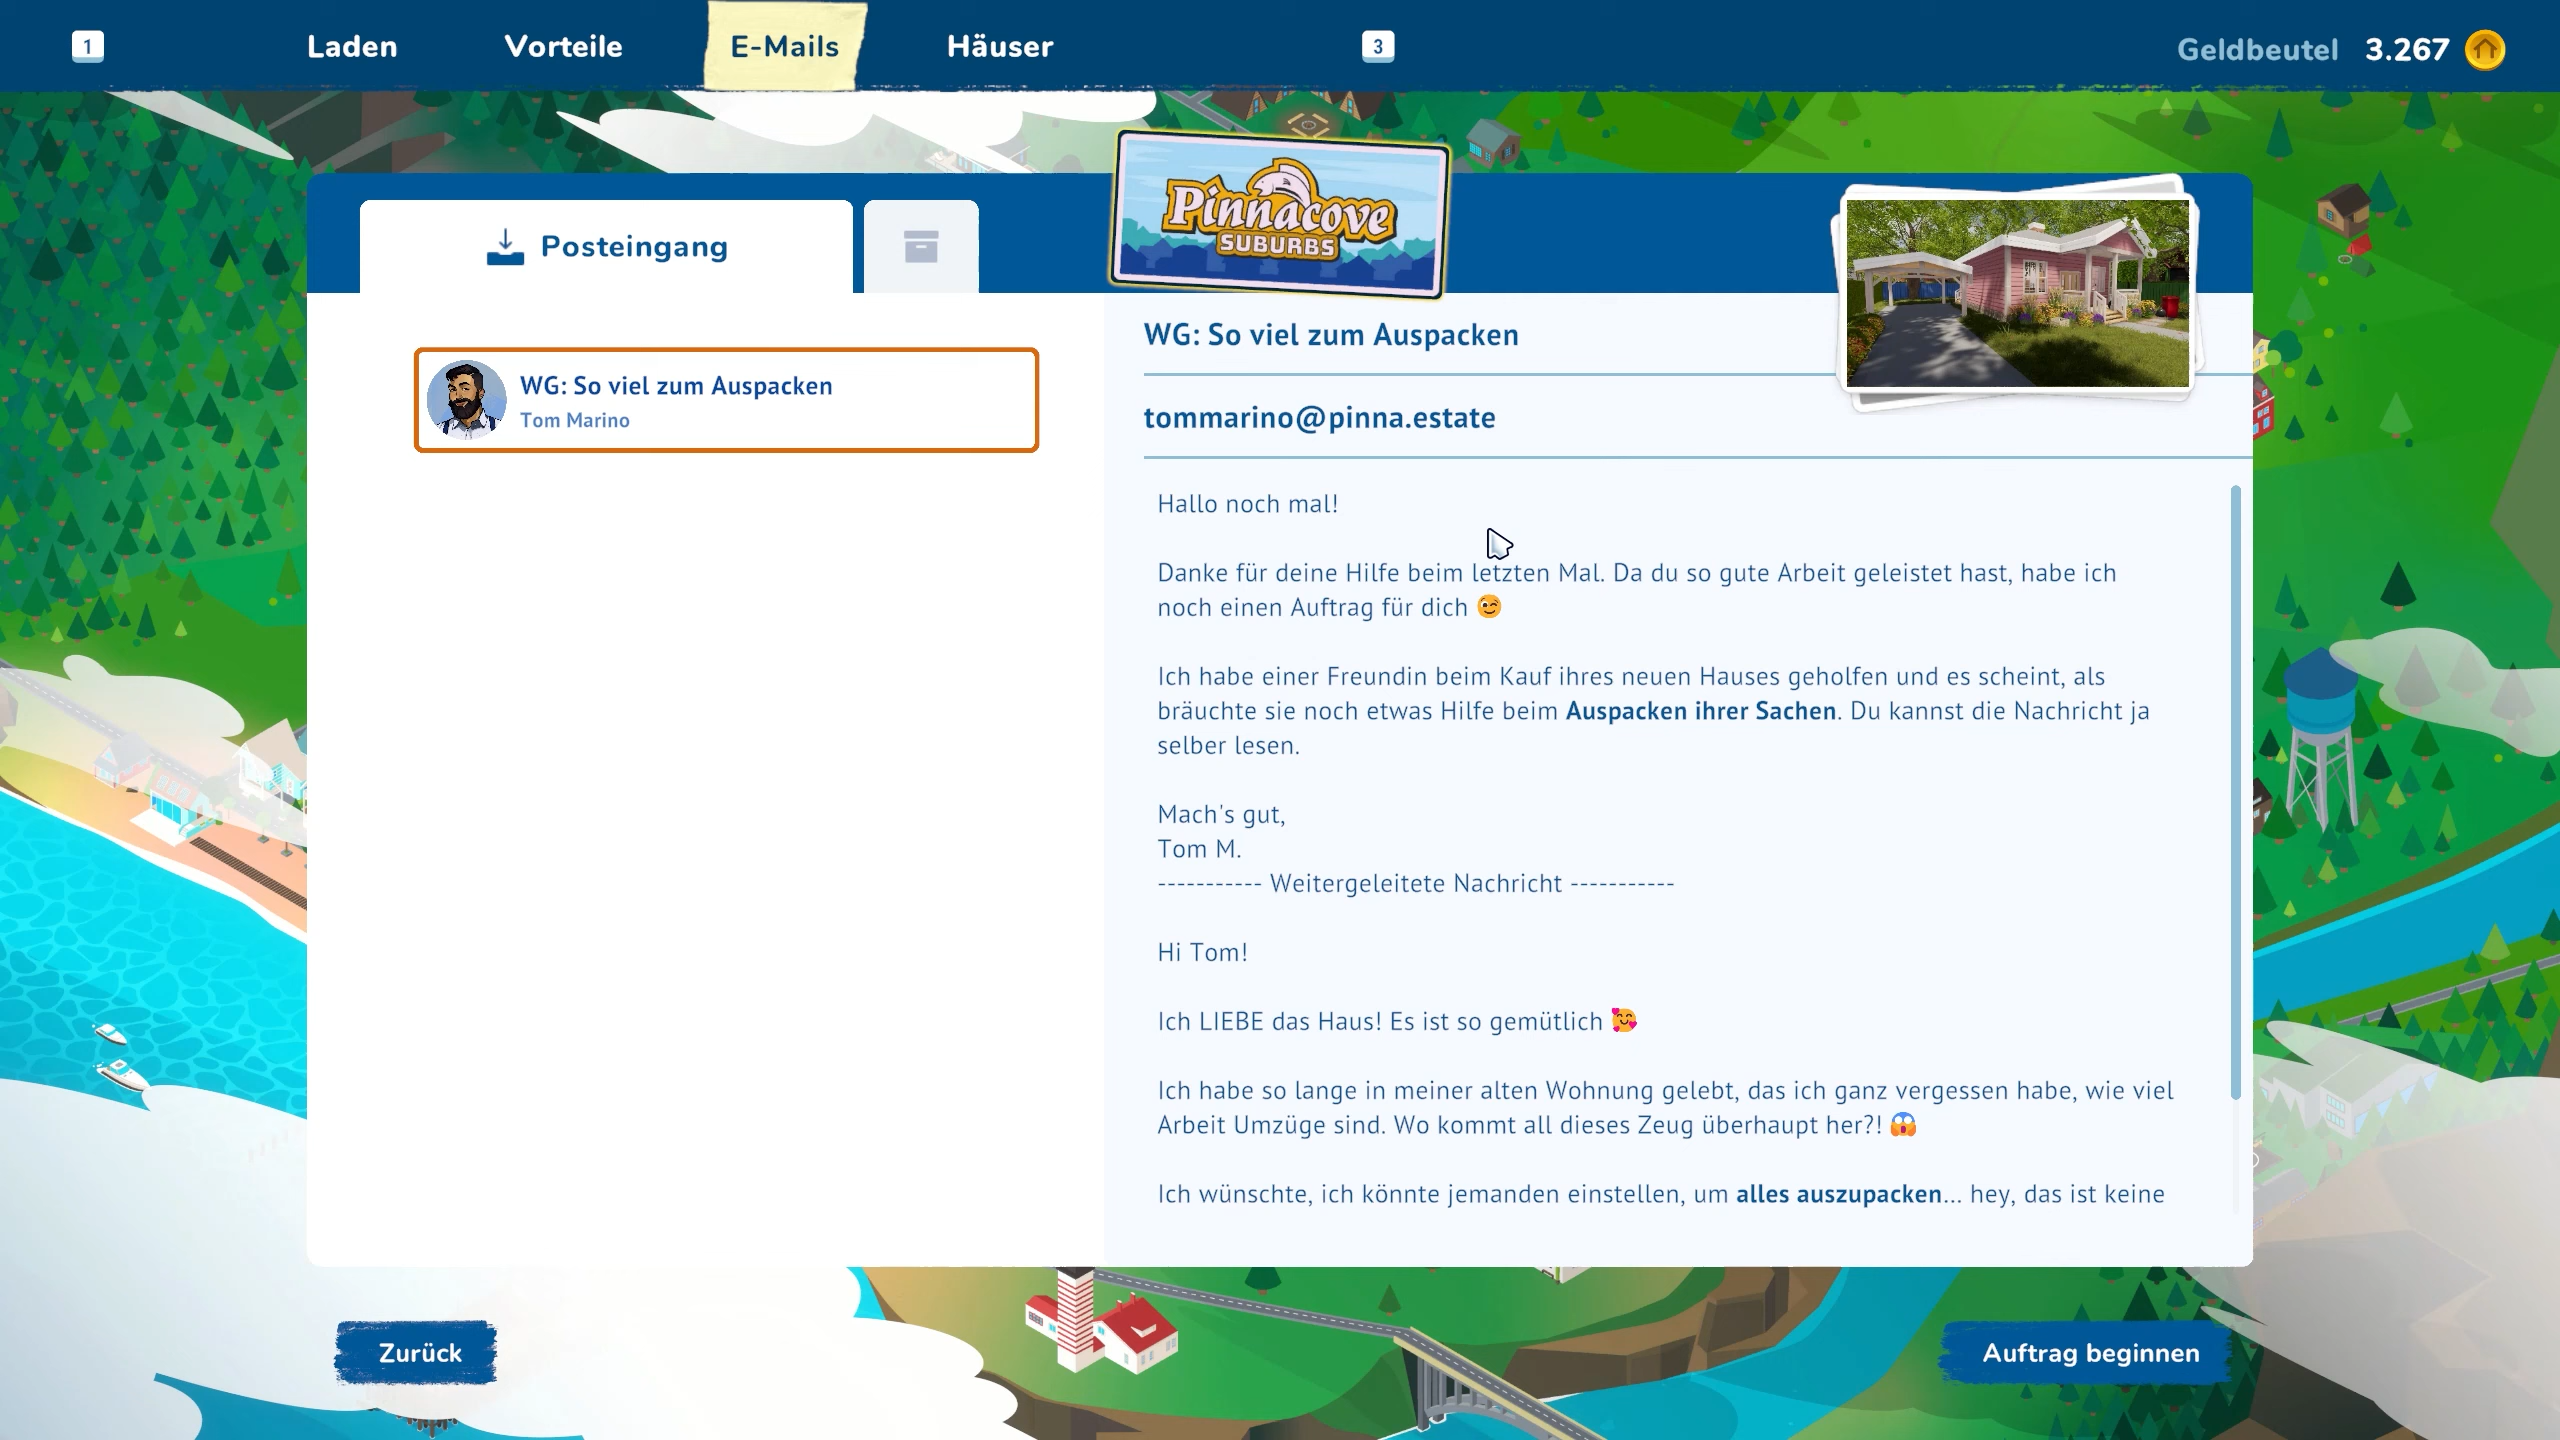 1
Laden
Vorteile
E-Mails
Häuser
3
Geldbeutel 3.267
Posteingang
Pinnacove
SUBURBS
WG: So viel zum Auspacken
Tom Marino
WG: So viel zum Auspacken
tommarino@pinna.estate
Hallo noch mal!
Danke für deine Hilfe beim letzten Mal. Da du so gute Arbeit geleistet hast, habe ich
noch einen Auftrag für dich 😉
Ich habe einer Freundin beim Kauf ihres neuen Hauses geholfen und es scheint, als
bräuchte sie noch etwas Hilfe beim Auspacken ihrer Sachen. Du kannst die Nachricht ja
selber lesen.
Mach's gut,
Tom M.
----------- Weitergeleitete Nachricht -----------
Hi Tom!
Ich LIEBE das Haus! Es ist so gemütlich 🥰
Ich habe so lange in meiner alten Wohnung gelebt, das ich ganz vergessen habe, wie viel
Arbeit Umzüge sind. Wo kommt all dieses Zeug überhaupt her?! 😱
Ich wünschte, ich könnte jemanden einstellen, um alles auszupacken... hey, das ist keine
Zurück
Auftrag beginnen